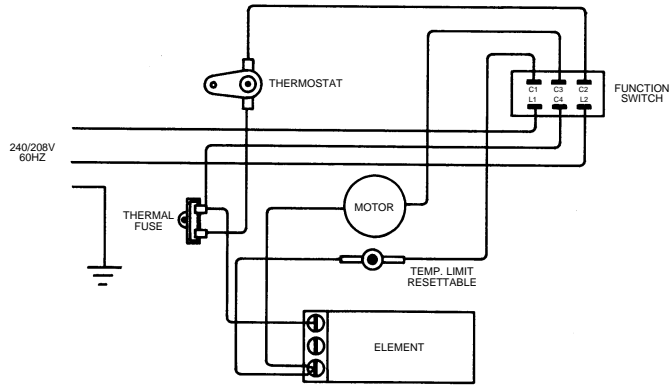 THERMOSTAT
C1 C3 C2
L1 C4 L2
FUNCTION
SWITCH
240/208V
60HZ
THERMAL
FUSE
MOTOR
TEMP. LIMIT
RESETTABLE
ELEMENT